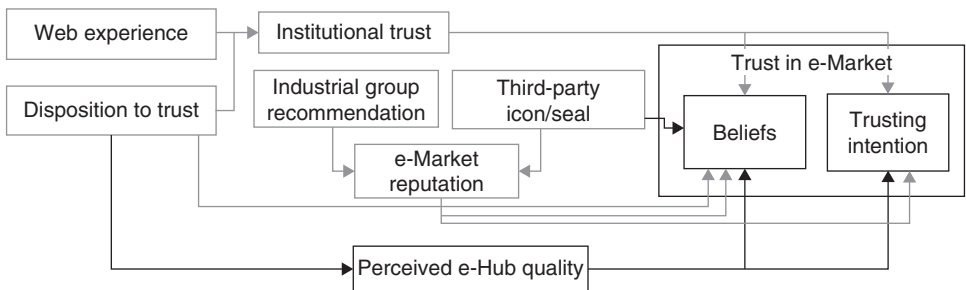 Web experience
Institutional trust
Trust in e-Market
Disposition to trust
Industrial group
recommendation
Third-party
icon/seal
Beliefs
Trusting
intention
e-Market
reputation
Perceived e-Hub quality